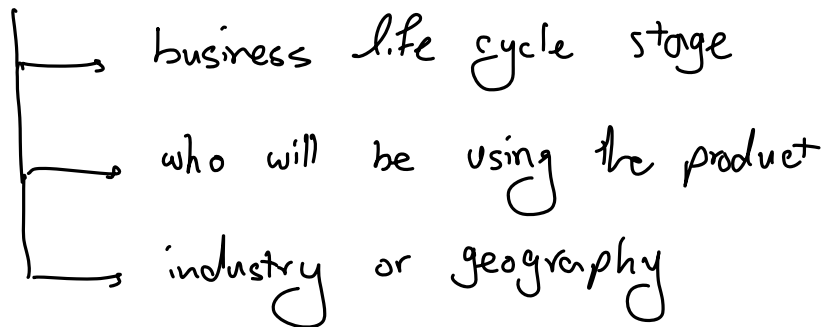 business life cycle stage
who will be using the product
industry or geography